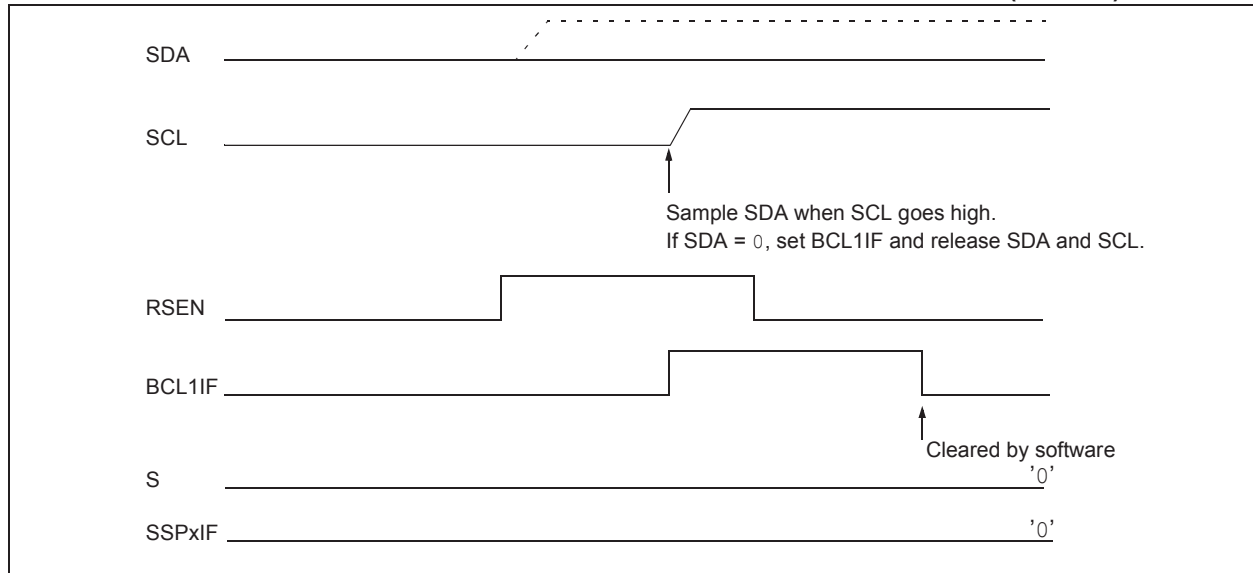 SDA
SCL
Sample SDA when SCL goes high.
If SDA = 0, set BCL1IF and release SDA and SCL.
RSEN
BCL1IF
Cleared by software
S '0'
SSPxIF '0'